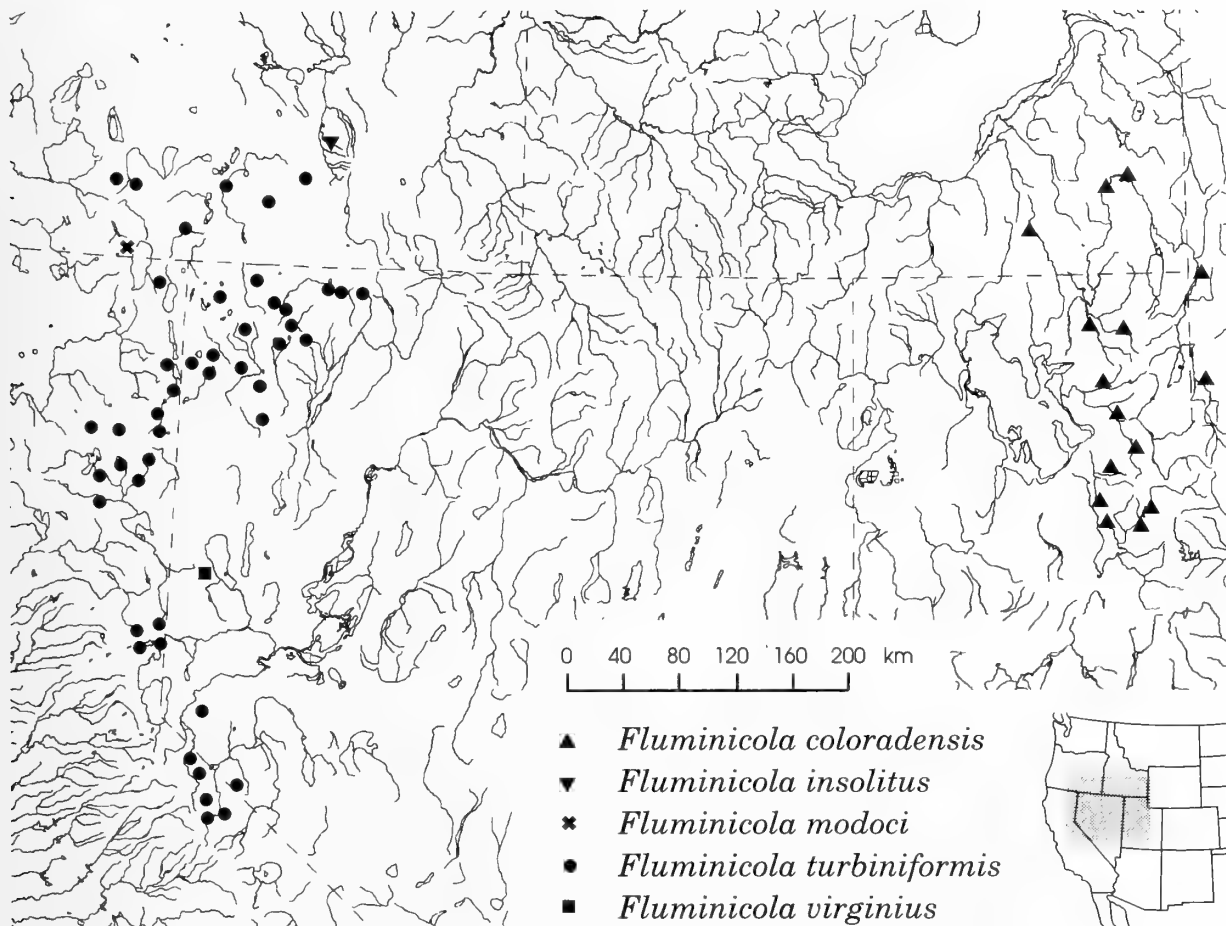 0 40 80 120 160 200 km
Fluminicola coloradensis
Fluminicola insolitus
Fluminicola modoci
Fluminicola turbiniformis
Fluminicola virginius